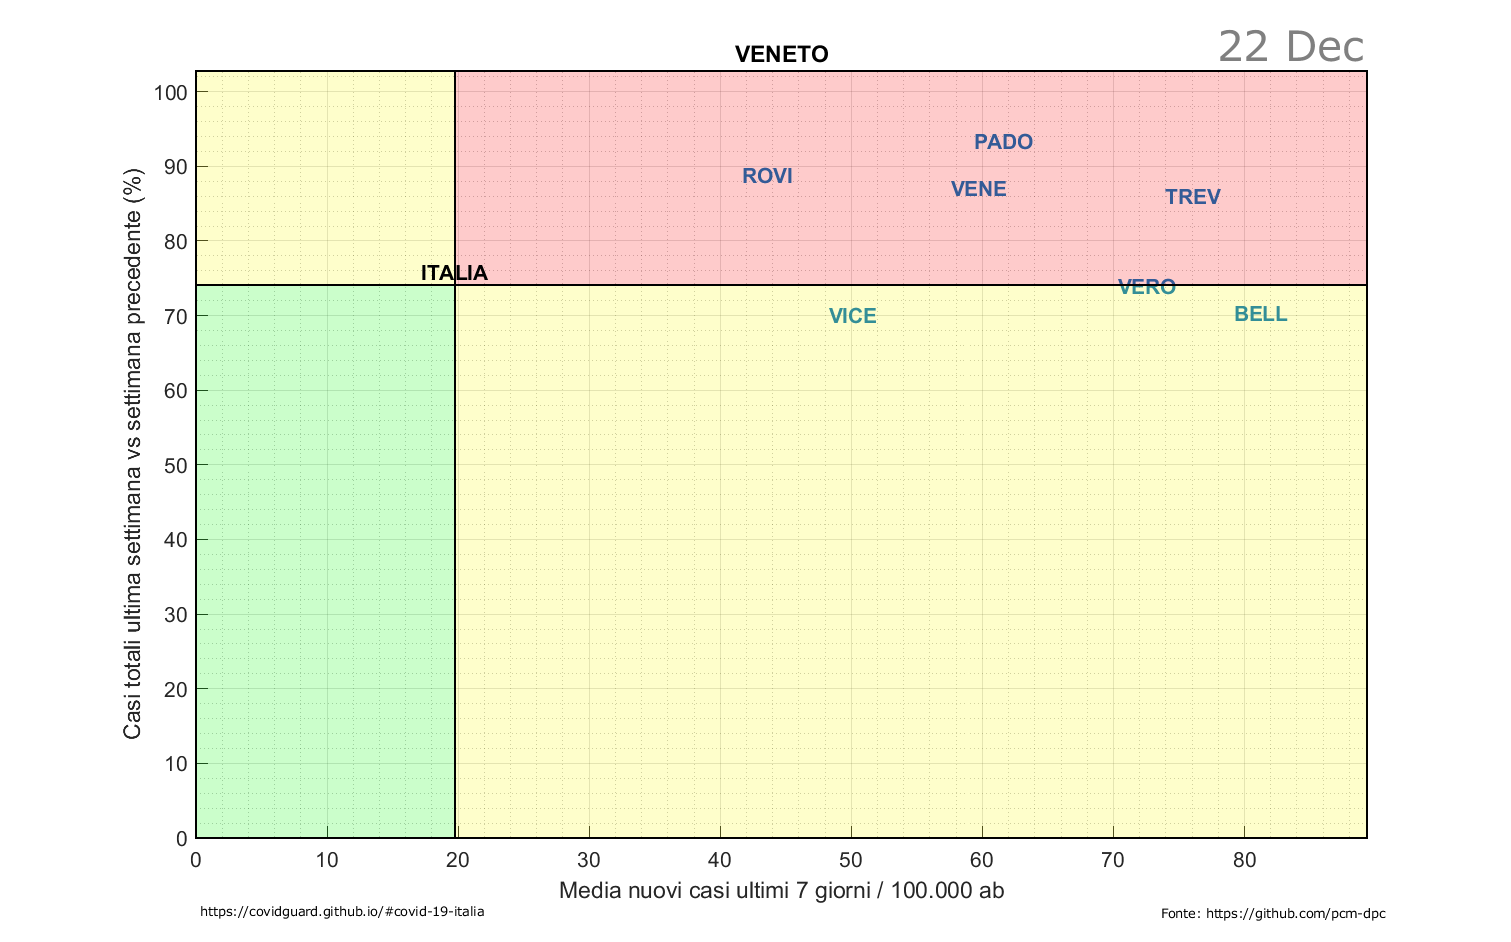 22 Dec
VENETO
Casi totali ultima settimana vs settimana precedente (%)
100
90
80
70
60
50
40
30
20
10
0
PADO
ROVI
VENE
TREV
ITALIA
VERO
VICE
BELL
0 10 20 30 40 50 60 70 80
Media nuovi casi ultimi 7 giorni / 100.000 ab
https://covidguard.github.io/#covid-19-italia
Fonte: https://github.com/pcm-dpc